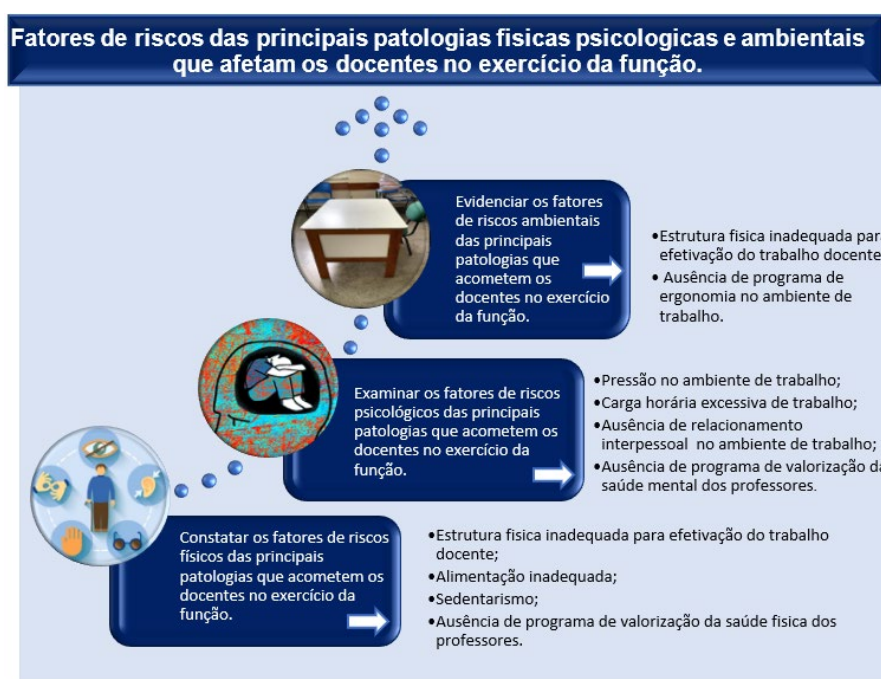 Fatores de riscos das principais patologias fisicas psicologicas e ambientais
que afetam os docentes no exercício da função.
Evidenciar os fatores
de riscos ambientais
das principais
patologias que
acometem os
docentes no exercício
da função.
•Estrutura fisica inadequada para
efetivação do trabalho docente
• Ausência de programa de
ergonomia no ambiente de
trabalho.
Examinar os fatores de riscos
psicológicos das principais
patologias que acometem os
docentes no exercício da
função.
•Pressão no ambiente de trabalho;
•Carga horária excessiva de trabalho;
•Ausência de relacionamento
interpessoal no ambiente de trabalho;
•Ausência de programa de valorização da
saúde mental dos professores.
Constatar os fatores de riscos
físicos das principais
patologias que acometem os
docentes no exercício da
função.
•Estrutura fisica inadequada para efetivação do trabalho
docente;
•Alimentação inadequada;
•Sedentarismo;
•Ausência de programa de valorização da saúde fisica dos
professores.